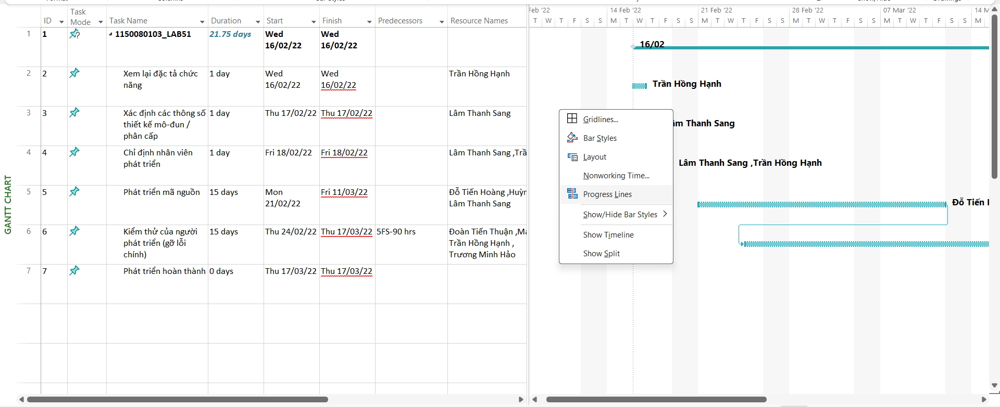 Feb '22 14 Feb '22 21 Feb '22 28 Feb '22 07 Mar '22 14 M
ID Task Mode Task Name Duration Start Finish Predecessors Resource Names
T W T F S S M T W T F S S M T W T F S S M T W T F S S M T W T F S S M
1 1 1150080103_LAB51 21.75 days Wed 16/02/22 Wed 16/02/22
16/02
2 2 Xem lại đặc tả chức năng 1 day Wed 16/02/22 Wed 16/02/22 Trần Hồng Hạnh
Trần Hồng Hạnh
3 3 Xác định các thông số thiết kế mô-đun / phân cấp 1 day Thu 17/02/22 Thu 17/02/22 Lâm Thanh Sang
âm Thanh Sang
4 4 Chỉ định nhân viên phát triển 1 day Fri 18/02/22 Fri 18/02/22 Lâm Thanh Sang ,Trầ
Lâm Thanh Sang ,Trần Hồng Hạnh
5 5 Phát triển mã nguồn 15 days Mon 21/02/22 Fri 11/03/22 Đỗ Tiến Hoàng ,Huỳn Lâm Thanh Sang
Đỗ Tiến
6 6 Kiểm thử của người phát triển (gỡ lỗi chính) 15 days Thu 24/02/22 Thu 17/03/22 5FS-90 hrs Đoàn Tiến Thuận ,Ma Trần Hồng Hạnh , Trương Minh Hảo
7 7 Phát triển hoàn thành 0 days Thu 17/03/22 Thu 17/03/22
GANTT CHART
Gridlines...
Bar Styles
Layout
Nonworking Time...
Progress Lines
Show/Hide Bar Styles
Show Timeline
Show Split